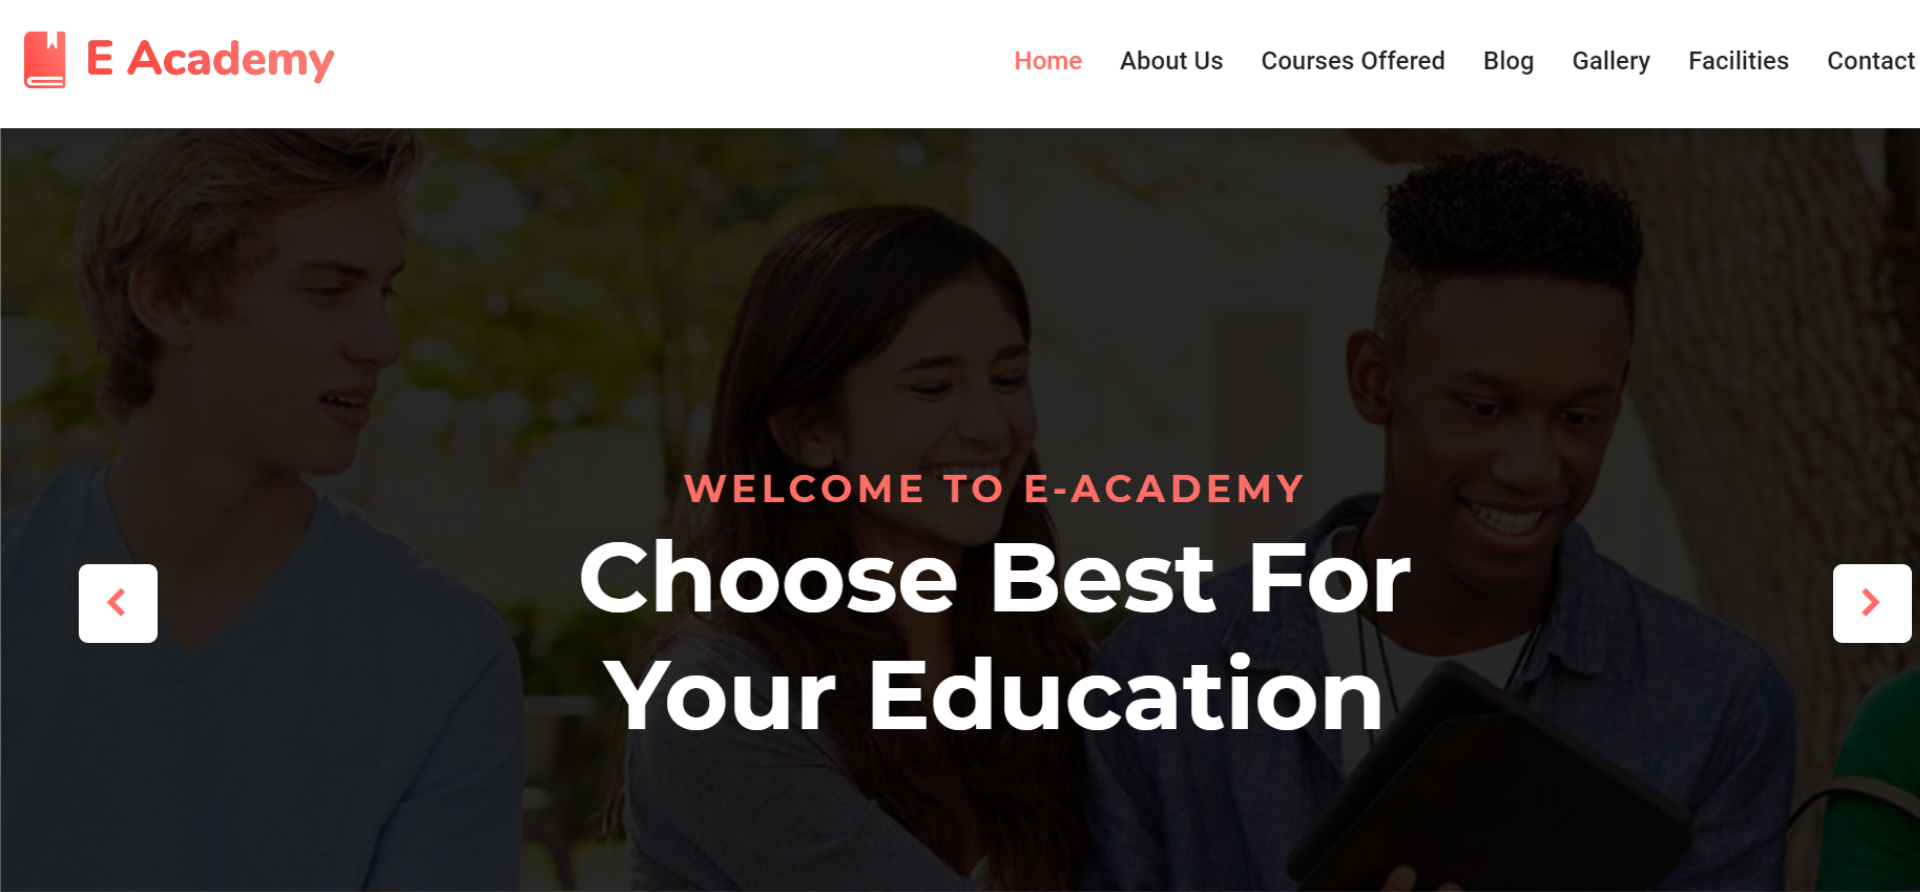 E Academy
Home About Us Courses Offered Blog Gallery Facilities Contact
WELCOME TO E-ACADEMY
Choose Best For
Your Education